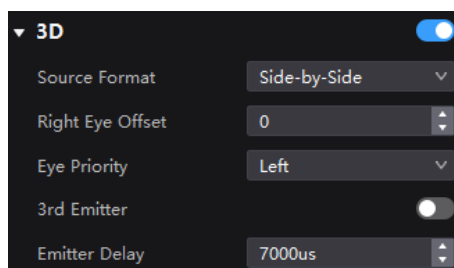 3D
Source Format Side-by-Side
Right Eye Offset 0
Eye Priority Left
3rd Emitter
Emitter Delay 7000us